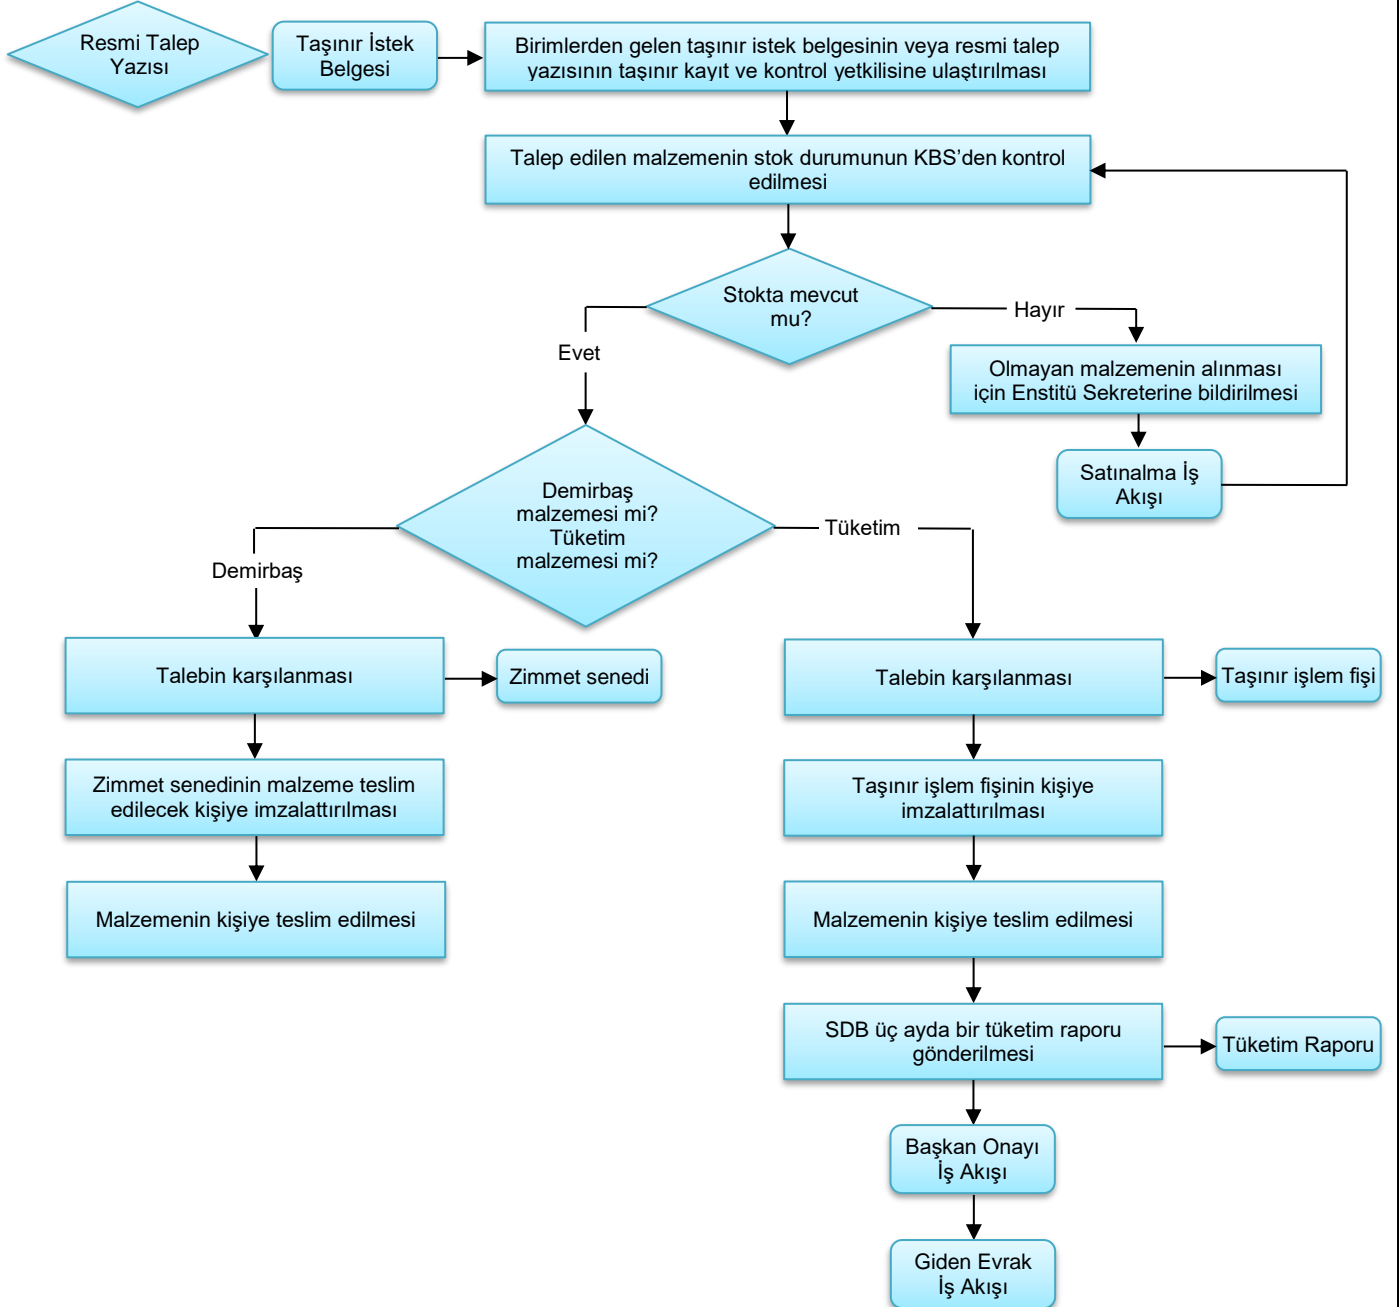 Resmi Talep
Yazısı
Taşınır İstek
Belgesi
Birimlerden gelen taşınır istek belgesinin veya resmi talep
yazısının taşınır kayıt ve kontrol yetkilisine ulaştırılması
Talep edilen malzemenin stok durumunun KBS’den kontrol
edilmesi
Stokta mevcut
mu?
Hayır
Evet
Olmayan malzemenin alınması
için Enstitü Sekreterine bildirilmesi
Satınalma İş
Akışı
Demirbaş
malzemesi mi?
Tüketim
malzemesi mi?
Tüketim
Demirbaş
Talebin karşılanması
Zimmet senedi
Talebin karşılanması
Taşınır işlem fişi
Zimmet senedinin malzeme teslim
edilecek kişiye imzalattırılması
Taşınır işlem fişinin kişiye
imzalattırılması
Malzemenin kişiye teslim edilmesi
Malzemenin kişiye teslim edilmesi
SDB üç ayda bir tüketim raporu
gönderilmesi
Tüketim Raporu
Başkan Onayı
İş Akışı
Giden Evrak
İş Akışı